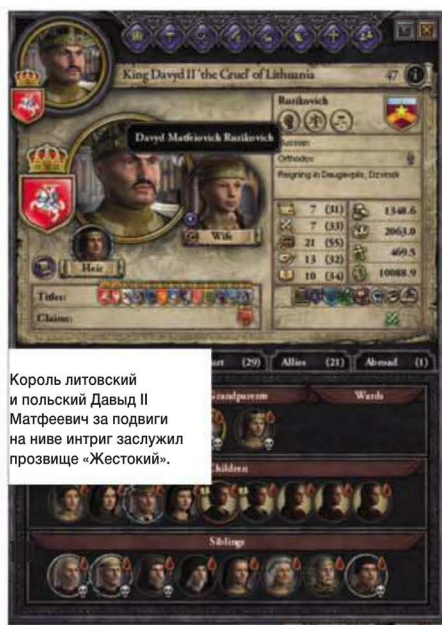 King Davyd II 'the Cruel' of Lithuania 47
Rurikovich
Davyd Matfeiovich Rurikovich
Russian
Orthodox
Reigning in Daugavpils, Dzvinsk
Wife
Heir
7 (31) 1348.6
7 (33) 2063.0
21 (55) 469.5
13 (32) 10088.9
10 (34)
Titles:
Claims:
(29) Allies (21) Abroad (1)
Король литовский
и польский Давыд II
Матфеевич за подвиги
на ниве интриг заслужил
прозвище «Жестокий».
Grandparents Wards
Children
Siblings